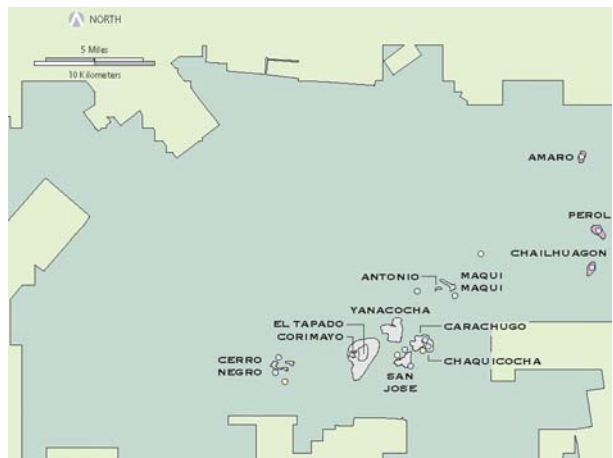 NORTH
5 Miles
10 Kilometers
AMARO
PEROL
CHAILHUAGON
ANTONIO
MAQUI
MAQUI
YANACOCHA
EL TAPADO
CORIMAYO
CARACHUGO
CERRO
NEGRO
CHAQUICOCHA
SAN
JOSE